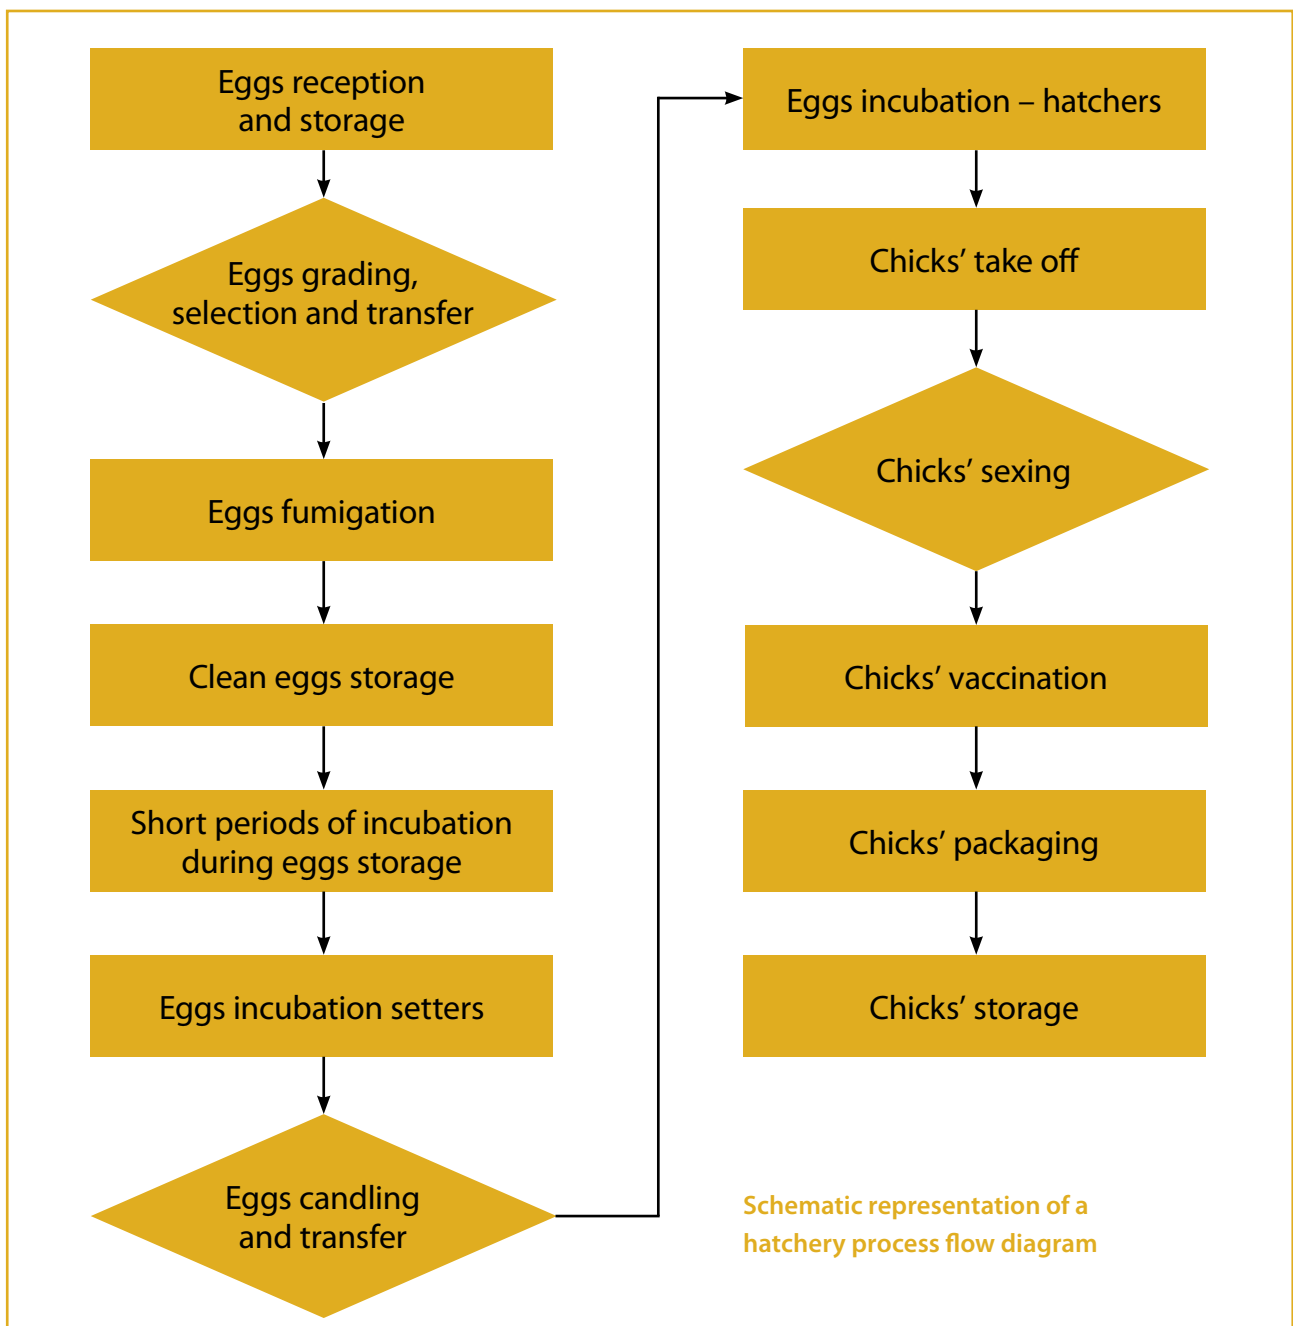 Eggs reception
and storage
Eggs grading,
selection and transfer
Eggs fumigation
Clean eggs storage
Short periods of incubation
during eggs storage
Eggs incubation setters
Eggs candling
and transfer
Eggs incubation – hatchers
Chicks’ take off
Chicks’ sexing
Chicks’ vaccination
Chicks’ packaging
Chicks’ storage
Schematic representation of a
hatchery process flow diagram